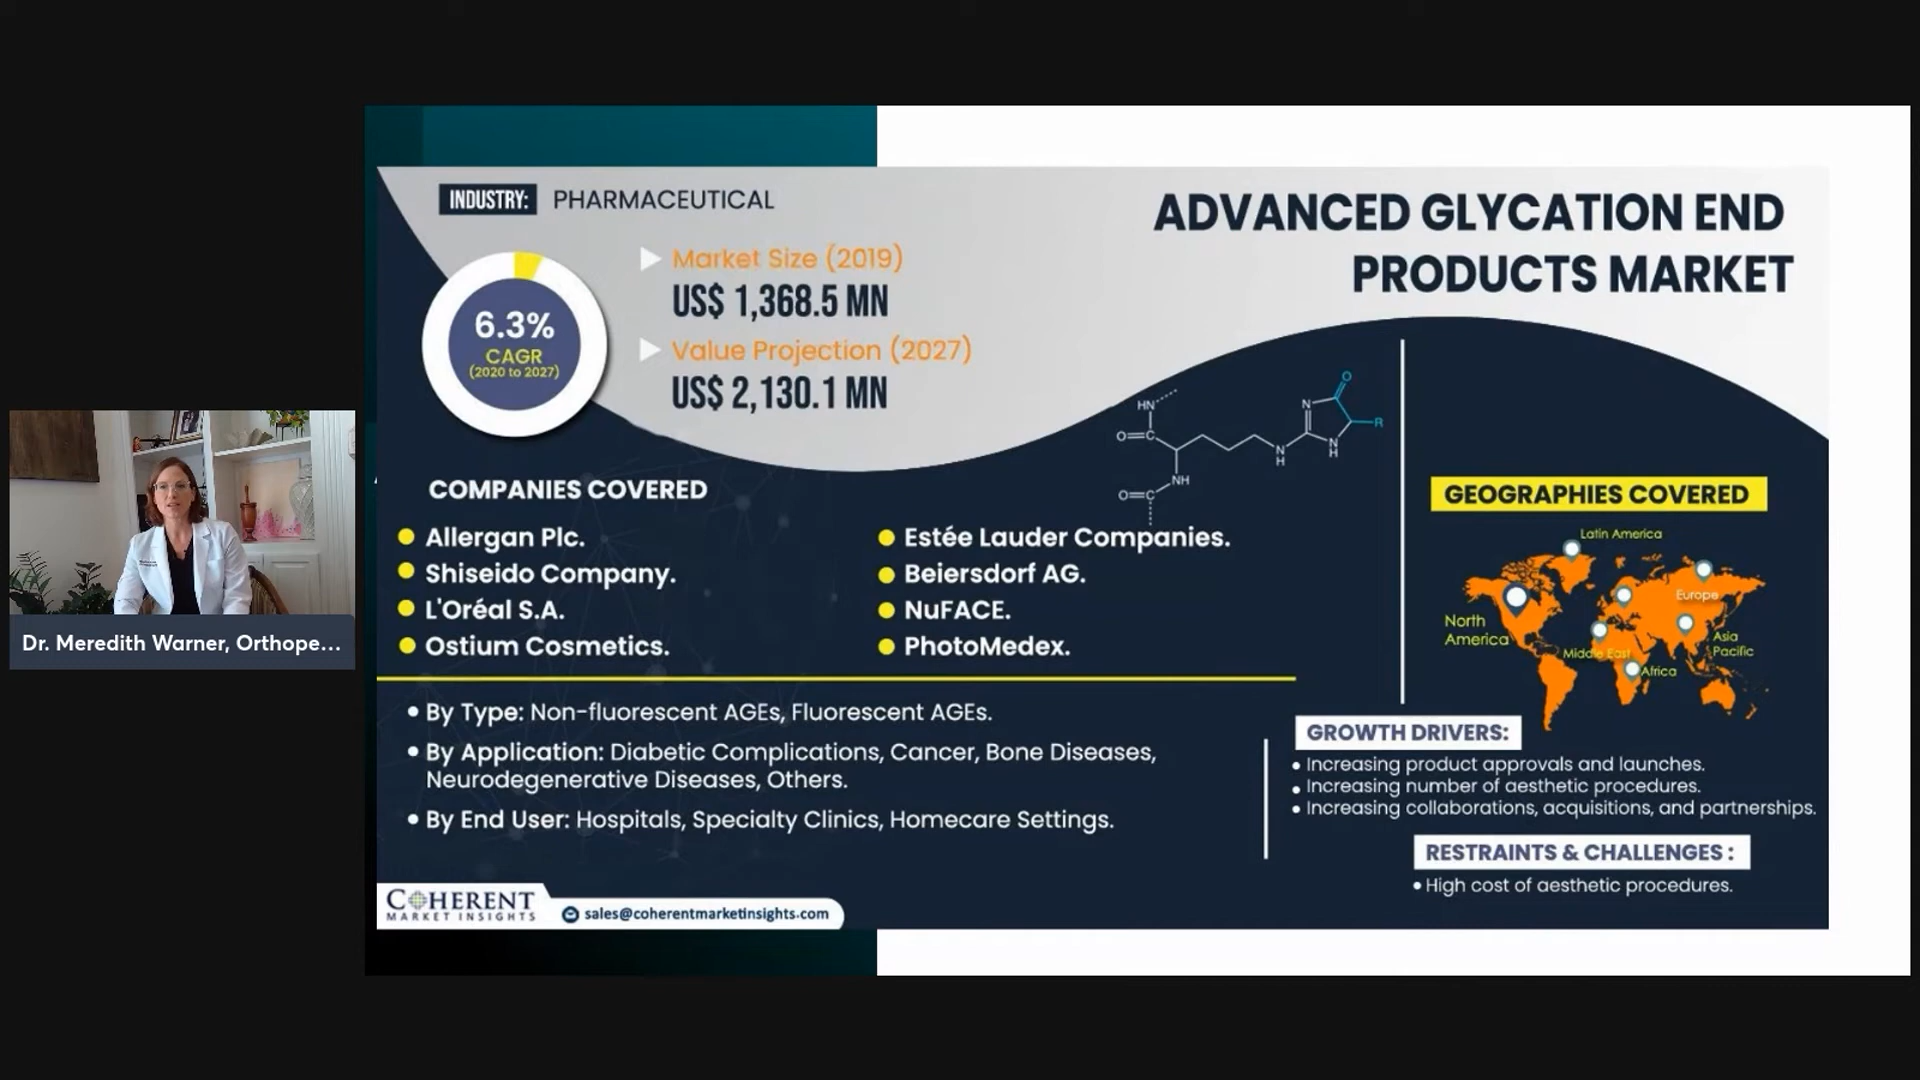 INDUSTRY: PHARMACEUTICAL
ADVANCED GLYCATION END
PRODUCTS MARKET
6.3%
CAGR
(2020 to 2027)
Market Size (2019)
US$ 1,368.5 MN
Value Projection (2027)
US$ 2,130.1 MN
HN
O=C
NH
O=C
N
H
N
O
R
N
H
COMPANIES COVERED
Allergan Plc.
Shiseido Company.
L'Oréal S.A.
Ostium Cosmetics.
Estée Lauder Companies.
Beiersdorf AG.
NuFACE.
PhotoMedex.
GEOGRAPHIES COVERED
Latin America
North
America
Europe
Middle East
Asia
Pacific
Africa
• By Type: Non-fluorescent AGEs, Fluorescent AGEs.
• By Application: Diabetic Complications, Cancer, Bone Diseases,
Neurodegenerative Diseases, Others.
• By End User: Hospitals, Specialty Clinics, Homecare Settings.
GROWTH DRIVERS:
• Increasing product approvals and launches.
• Increasing number of aesthetic procedures.
• Increasing collaborations, acquisitions, and partnerships.
RESTRAINTS & CHALLENGES :
• High cost of aesthetic procedures.
COHERENT
MARKET INSIGHTS
sales@coherentmarketinsights.com
Dr. Meredith Warner, Orthope...